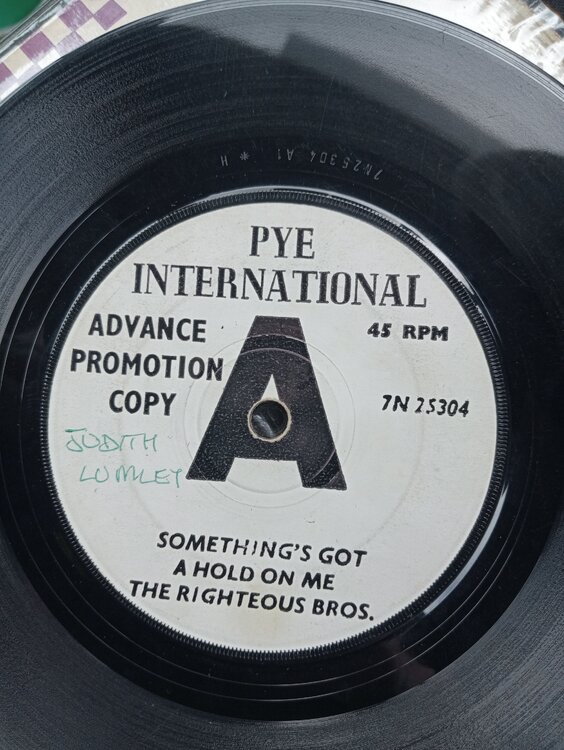 7N25304 A1 * H
PYE
INTERNATIONAL
ADVANCE
PROMOTION
COPY
45 RPM
7N 25304
A
JUDITH
LUMLEY
SOMETHING'S GOT
A HOLD ON ME
THE RIGHTEOUS BROS.